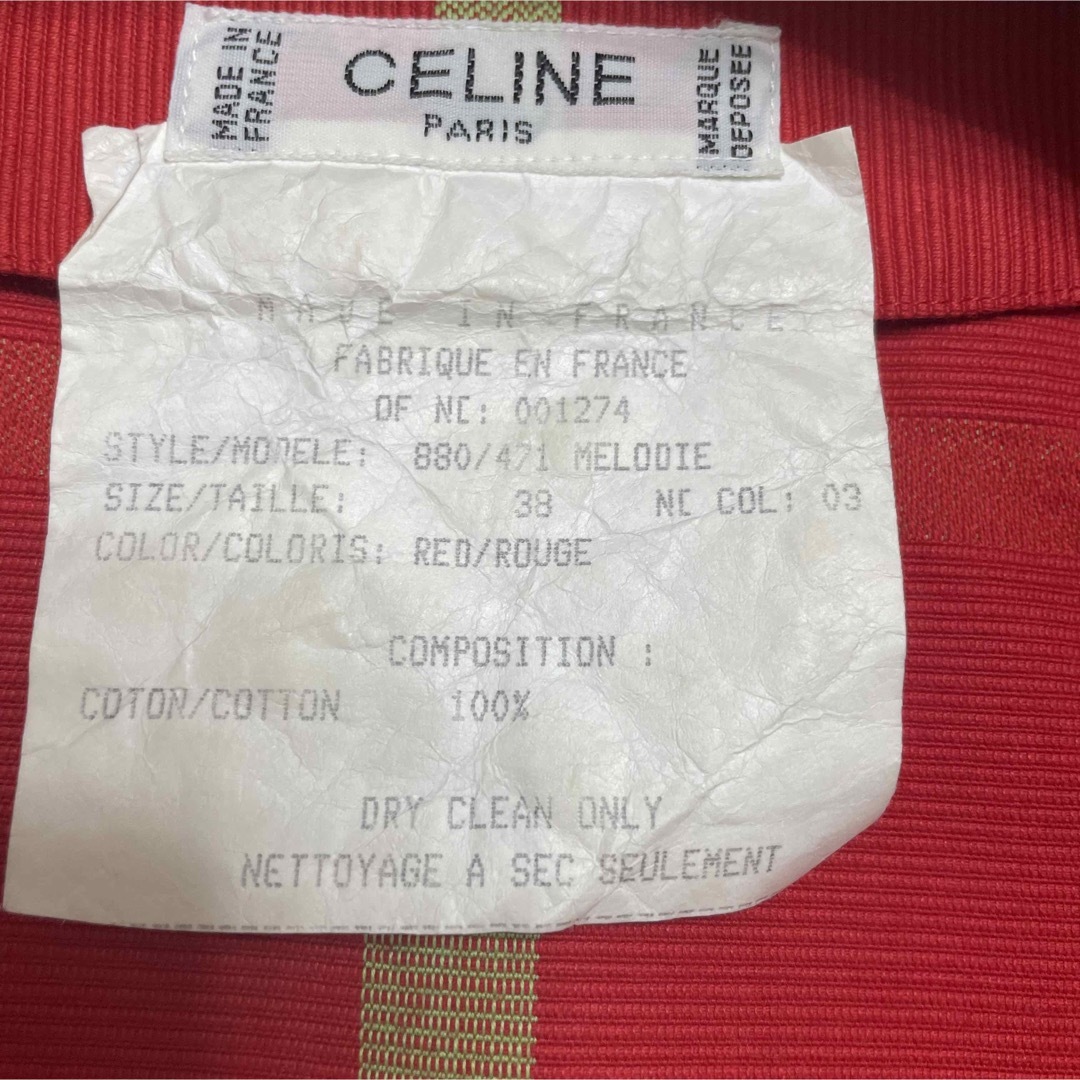 MADE IN
FRANCE
CELINE
PARIS
MARQUE
DEPOSEE
MADE IN FRANCE
FABRIQUE EN FRANCE
OF NC: 001274
STYLE/MODELE: 880/471 MELODIE
SIZE/TAILLE: 38 NC COL: 03
COLOR/COLORIS: RED/ROUGE
COMPOSITION :
COTON/COTTON 100%
DRY CLEAN ONLY
NETTOYAGE A SEC SEULEMENT